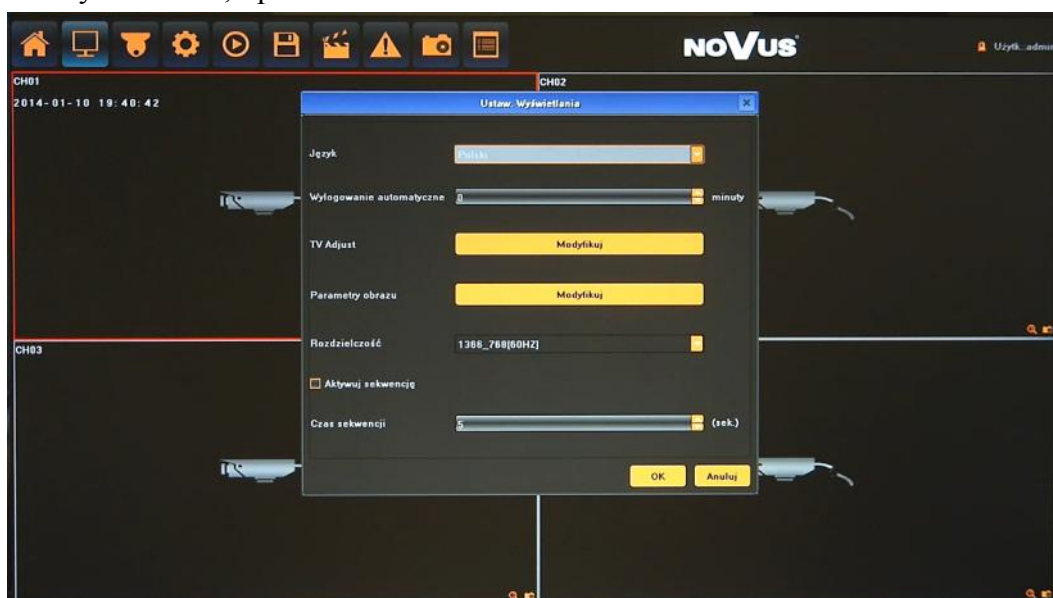 NOVUS
Użytk...admin
CH01
CH02
2014-01-10 19:40:42
Ustaw. Wyświetlania
Język
Polski
Wylogowanie automatyczne
0
minuty
TV Adjust
Modyfikuj
Parametry obrazu
Modyfikuj
Rozdzielczość
1366_768[60HZ]
CH03
Aktywuj sekwencję
Czas sekwencji
5
(sek.)
OK
Anuluj